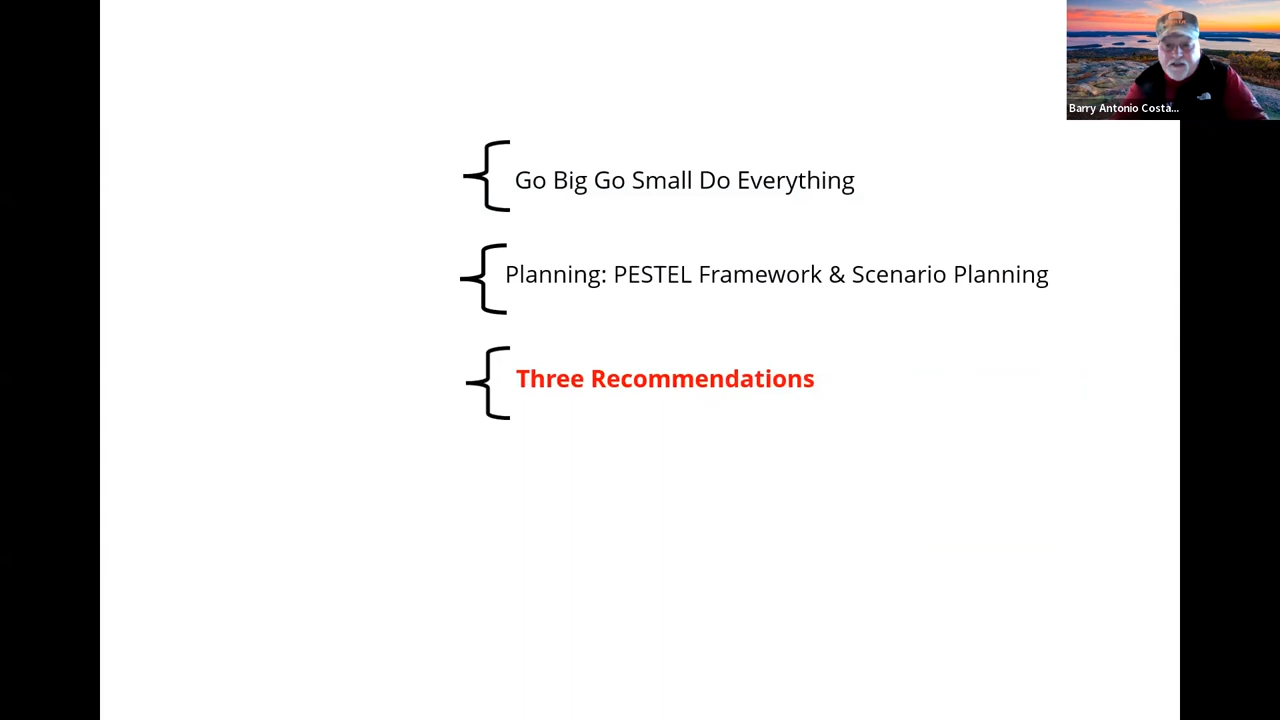 Barry Antonio Costa...
Go Big Go Small Do Everything
Planning: PESTEL Framework & Scenario Planning
Three Recommendations